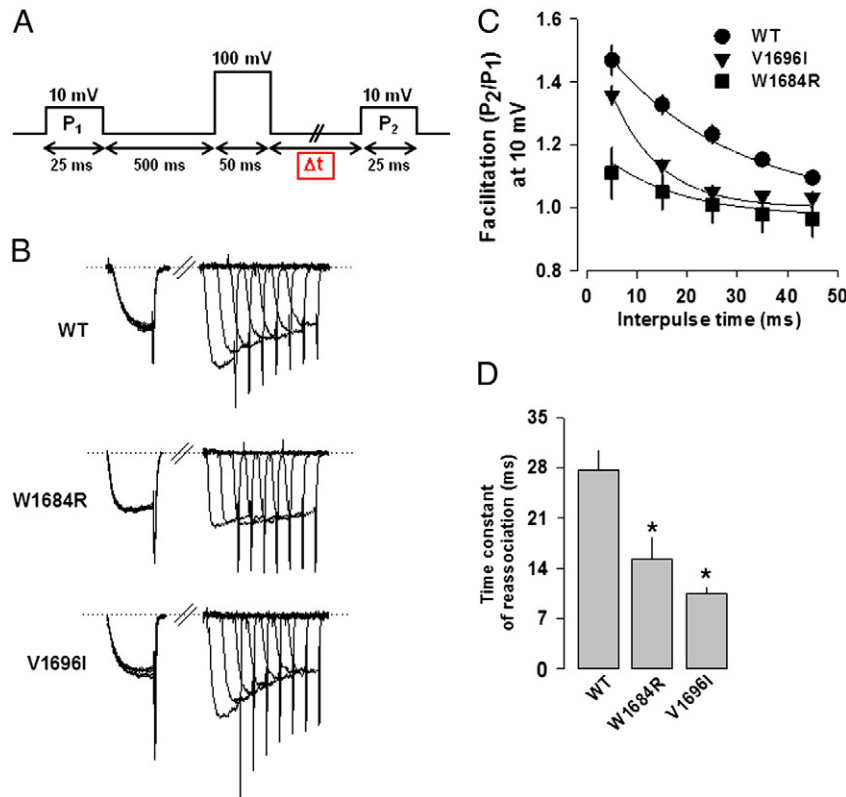 A
100 mV
10 mV
10 mV
P1
P2
25 ms
500 ms
50 ms
Δt
25 ms
B
WT
W1684R
V1696I
C
WT
V1696I
W1684R
Facilitation (P2/P1)
at 10 mV
1.6
1.4
1.2
1.0
0.8
0
10
20
30
40
50
Interpulse time (ms)
D
Time constant
of reassociation (ms)
35
28
21
14
7
0
*
*
WT
W1684R
V1696I